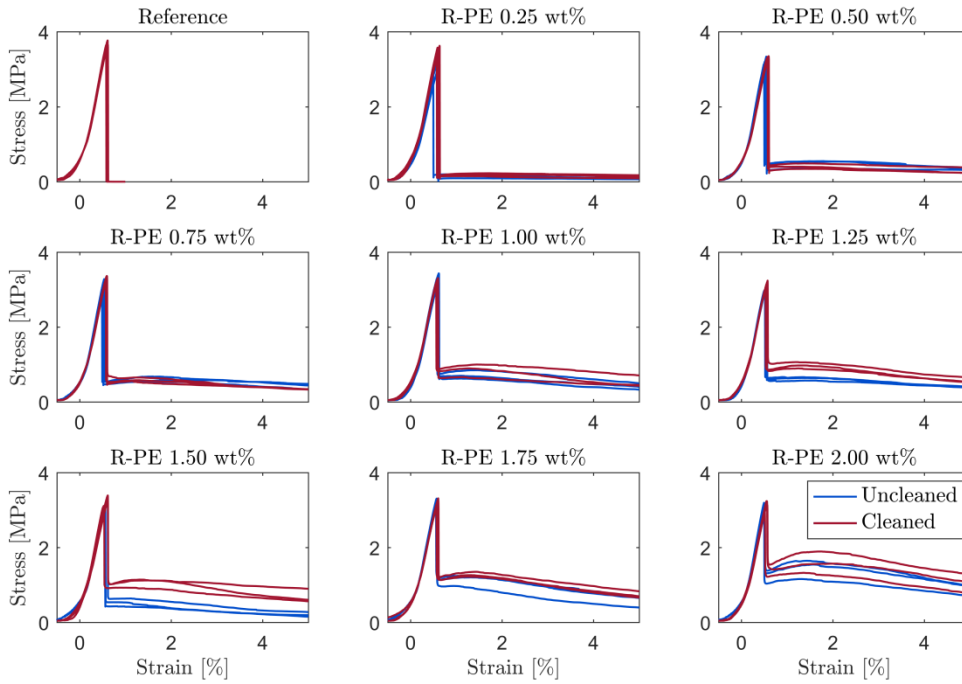 Reference
R-PE 0.25 wt%
R-PE 0.50 wt%
Stress [MPa]
4
2
0
0 2 4
4
2
0
0 2 4
4
2
0
0 2 4
R-PE 0.75 wt%
R-PE 1.00 wt%
R-PE 1.25 wt%
Stress [MPa]
4
2
0
0 2 4
4
2
0
0 2 4
4
2
0
0 2 4
R-PE 1.50 wt%
R-PE 1.75 wt%
R-PE 2.00 wt%
Stress [MPa]
4
2
0
0 2 4
Strain [%]
4
2
0
0 2 4
Strain [%]
4
2
0
0 2 4
Strain [%]
Uncleaned
Cleaned